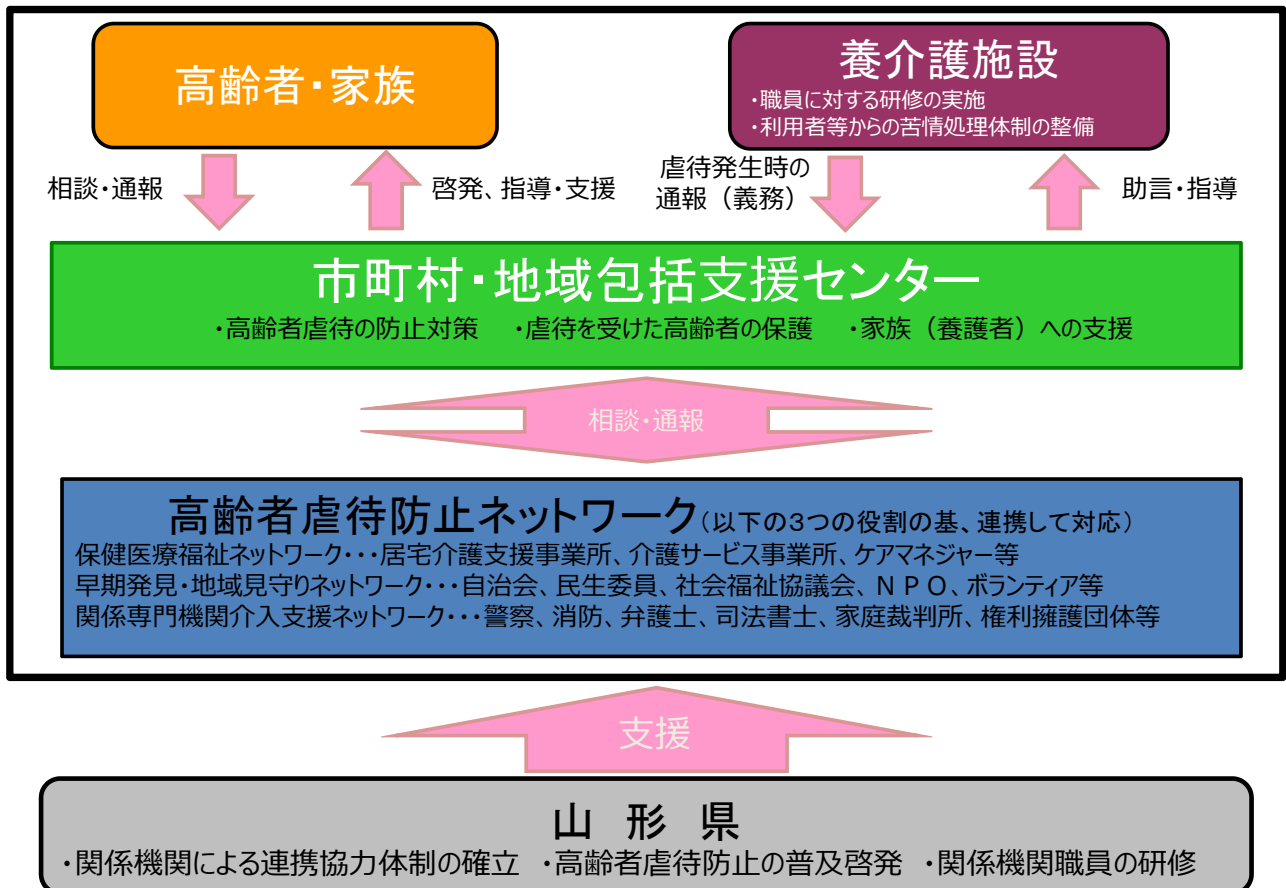 高齢者・家族
養介護施設
・職員に対する研修の実施
・利用者等からの苦情処理体制の整備
相談・通報
啓発、指導・支援
虐待発生時の
通報（義務）
助言・指導
市町村・地域包括支援センター
・高齢者虐待の防止対策　・虐待を受けた高齢者の保護　・家族（養護者）への支援
相談・通報
高齢者虐待防止ネットワーク（以下の3つの役割の基、連携して対応）
保健医療福祉ネットワーク・・・居宅介護支援事業所、介護サービス事業所、ケアマネジャー等
早期発見・地域見守りネットワーク・・・自治会、民生委員、社会福祉協議会、ＮＰＯ、ボランティア等
関係専門機関介入支援ネットワーク・・・警察、消防、弁護士、司法書士、家庭裁判所、権利擁護団体等
支援
山　形　県
・関係機関による連携協力体制の確立　・高齢者虐待防止の普及啓発　・関係機関職員の研修